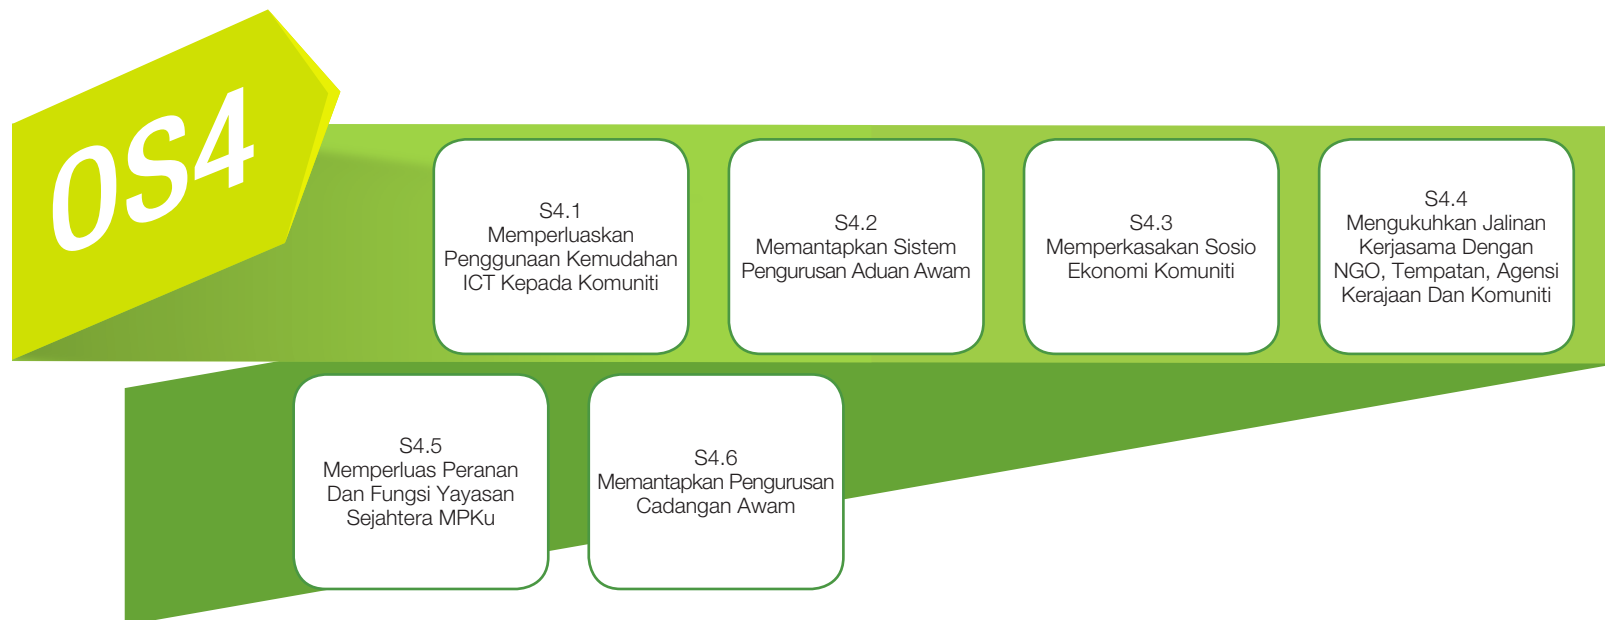 OS4
S4.1
Memperluaskan
Penggunaan Kemudahan
ICT Kepada Komuniti
S4.2
Memantapkan Sistem
Pengurusan Aduan Awam
S4.3
Memperkasakan Sosio
Ekonomi Komuniti
S4.4
Mengukuhkan Jalinan
Kerjasama Dengan
NGO, Tempatan, Agensi
Kerajaan Dan Komuniti
S4.5
Memperluas Peranan
Dan Fungsi Yayasan
Sejahtera MPKu
S4.6
Memantapkan Pengurusan
Cadangan Awam